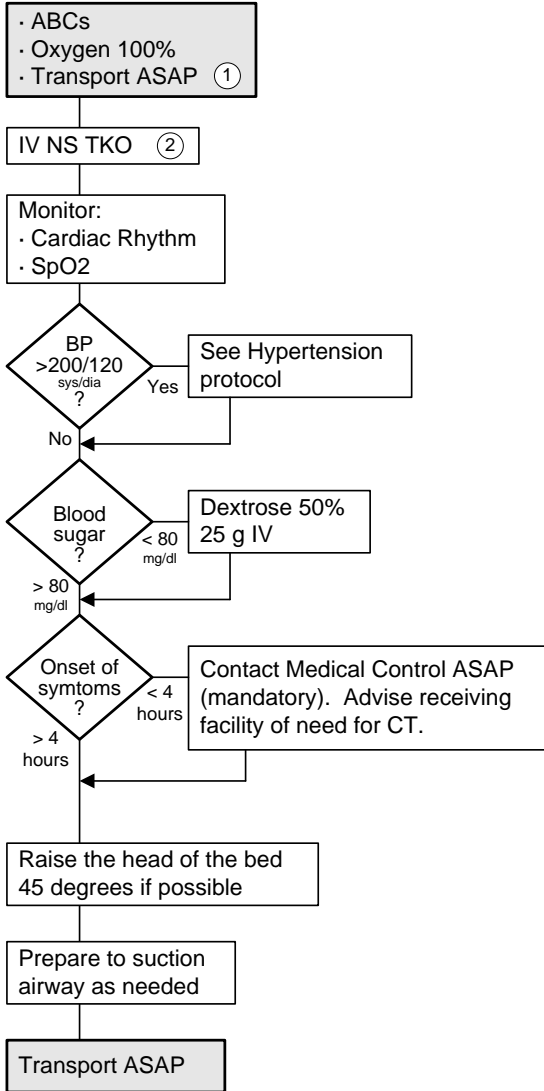 · ABCs
· Oxygen 100%
· Transport ASAP 1
IV NS TKO 2
Monitor:
· Cardiac Rhythm
· SpO2
BP
>200/120
sys/dia
?
Yes
See Hypertension
protocol
No
Blood
sugar
?
< 80
mg/dl
Dextrose 50%
25 g IV
> 80
mg/dl
Onset of
symtoms
?
< 4
hours
Contact Medical Control ASAP
(mandatory). Advise receiving
facility of need for CT.
> 4
hours
Raise the head of the bed
45 degrees if possible
Prepare to suction
airway as needed
Transport ASAP